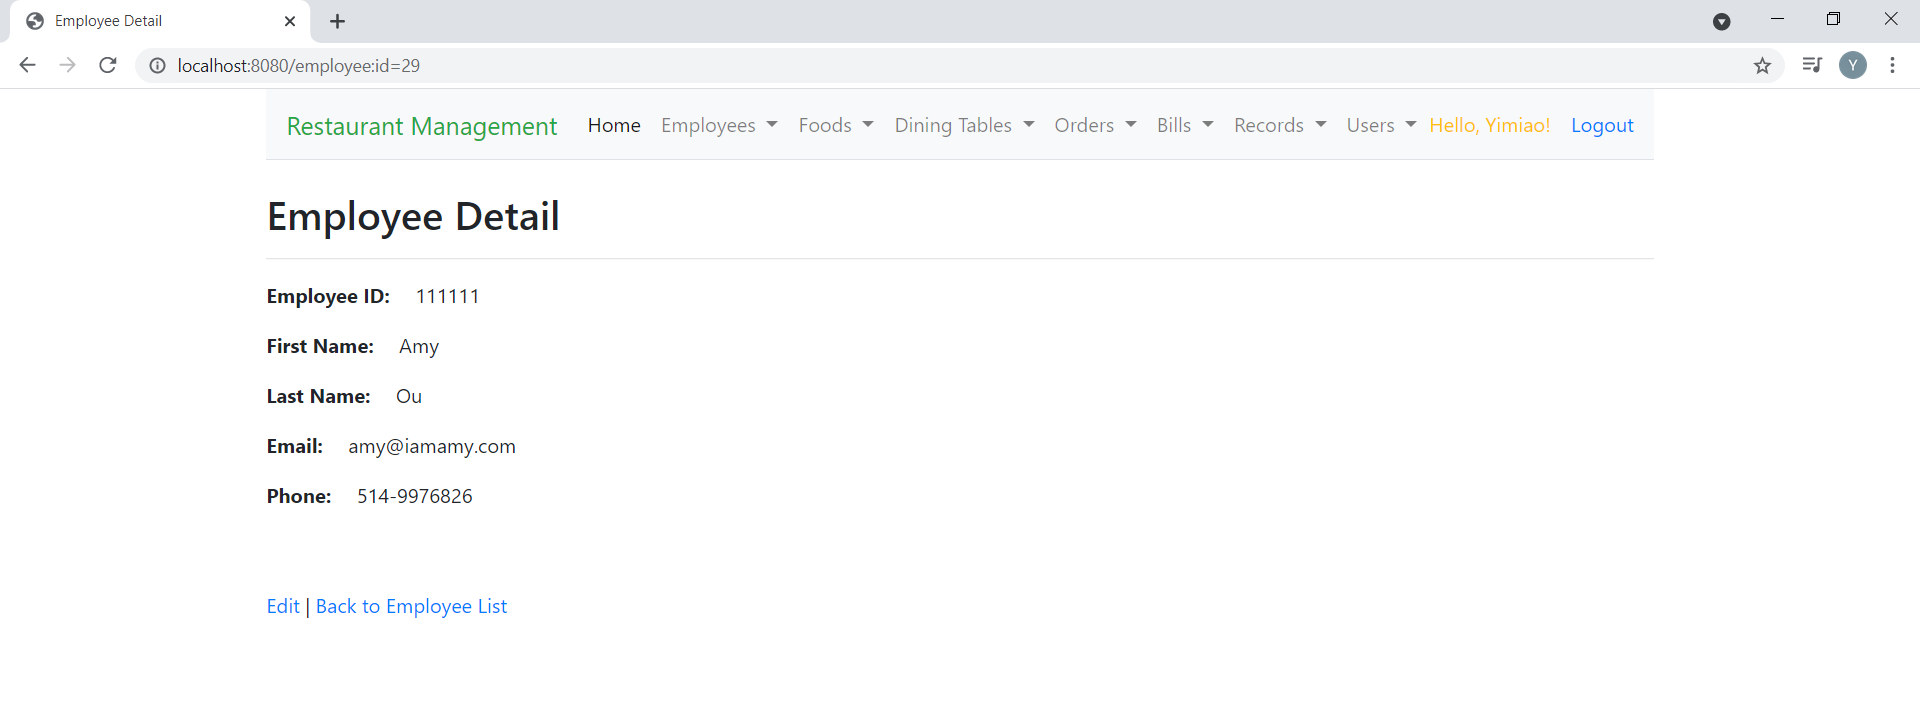 Employee Detail
localhost:8080/employee:id=29
Y
Restaurant Management Home Employees Foods Dining Tables Orders Bills Records Users Hello, Yimiao! Logout
Employee Detail
Employee ID: 111111
First Name: Amy
Last Name: Ou
Email: amy@iamamy.com
Phone: 514-9976826
Edit | Back to Employee List